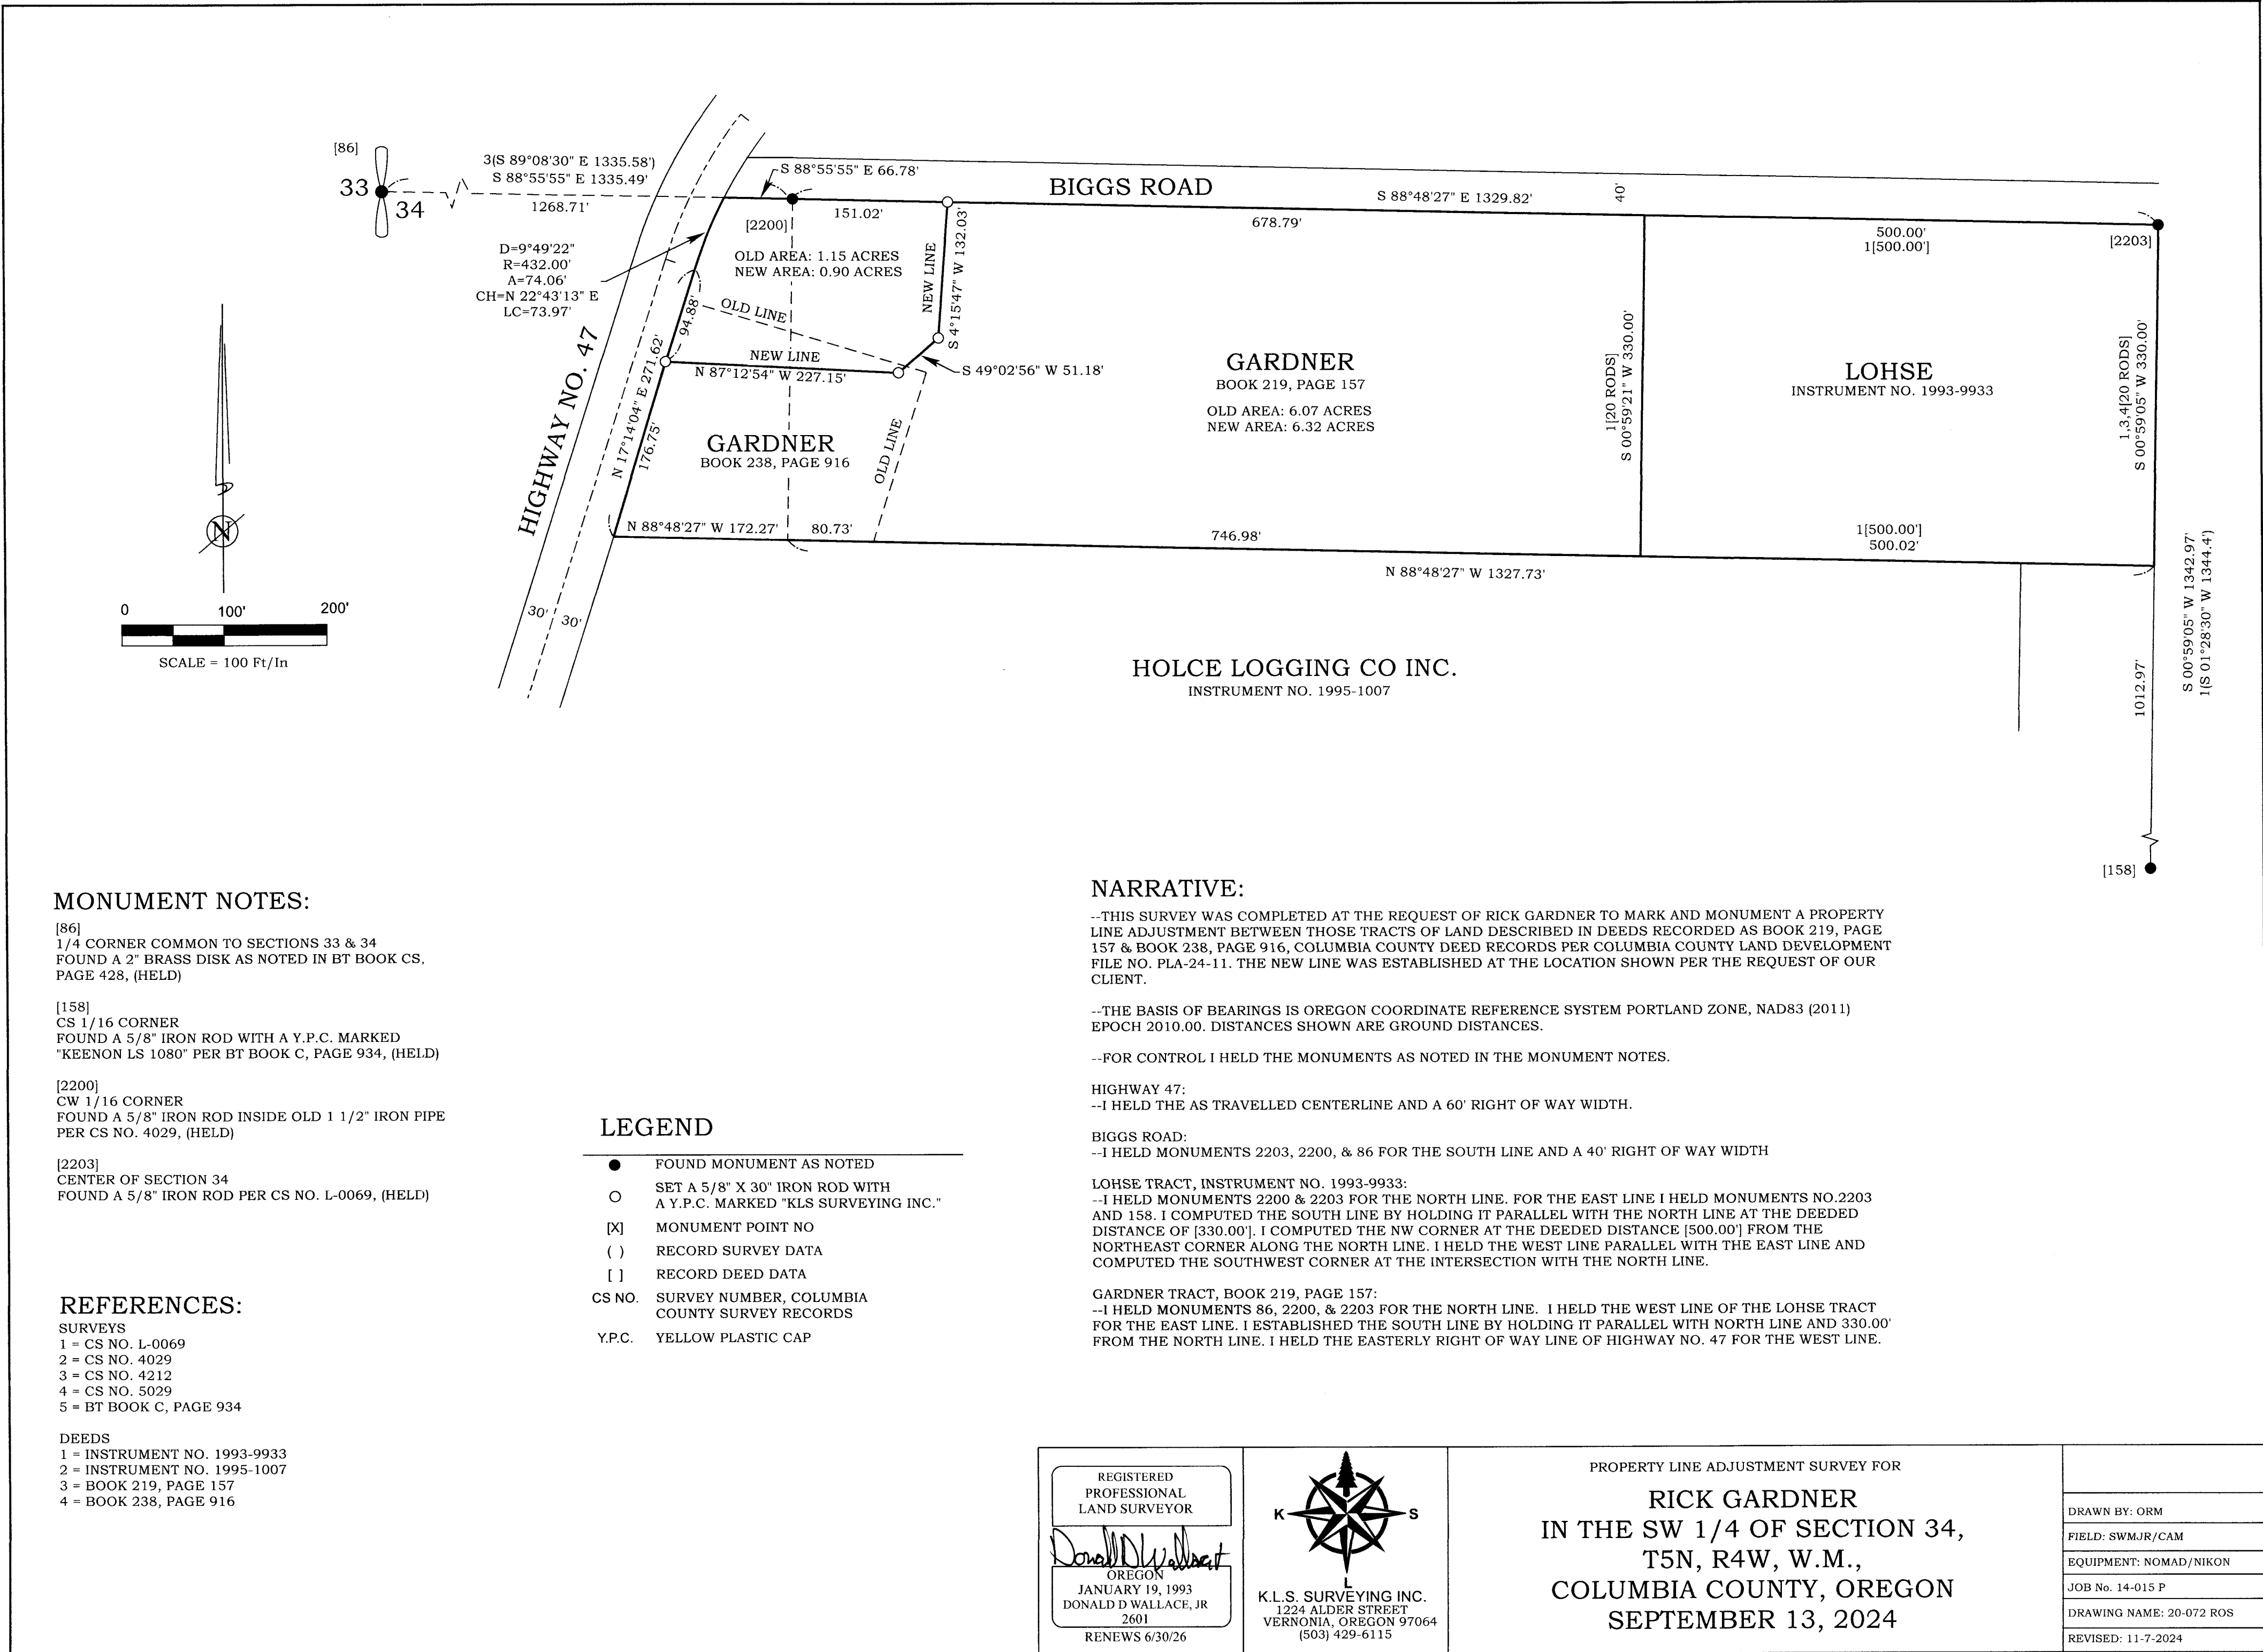 [86]
33
34
3(S 89°08'30" E 1335.58')
S 88°55'55" E 1335.49'
1268.71'
S 88°55'55" E 66.78'
BIGGS ROAD
S 88°48'27" E 1329.82'
40'
[2200]
151.02'
678.79'
500.00'
1[500.00']
[2203]
D=9°49'22"
R=432.00'
A=74.06'
CH=N 22°43'13" E
LC=73.97'
OLD AREA: 1.15 ACRES
NEW AREA: 0.90 ACRES
NEW LINE
S 4°15'47" W 132.03'
OLD LINE
94.88'
NEW LINE
N 87°12'54" W 227.15'
S 49°02'56" W 51.18'
HIGHWAY NO. 47
N 17°14'04" E 271.62'
176.75'
GARDNER
BOOK 238, PAGE 916
OLD LINE
GARDNER
BOOK 219, PAGE 157
OLD AREA: 6.07 ACRES
NEW AREA: 6.32 ACRES
1[20 RODS]
S 00°59'21" W 330.00'
LOHSE
INSTRUMENT NO. 1993-9933
1,3,4[20 RODS]
S 00°59'05" W 330.00'
N 88°48'27" W 172.27'
80.73'
746.98'
1[500.00']
500.02'
N 88°48'27" W 1327.73'
30'
30'
N
0 100' 200'
SCALE = 100 Ft/In
HOLCE LOGGING CO INC.
INSTRUMENT NO. 1995-1007
1012.97'
S 00°59'05" W 1342.97'
1(S 01°28'30" W 1344.4')
[158]
MONUMENT NOTES:
[86]
1/4 CORNER COMMON TO SECTIONS 33 & 34
FOUND A 2" BRASS DISK AS NOTED IN BT BOOK CS,
PAGE 428, (HELD)
[158]
CS 1/16 CORNER
FOUND A 5/8" IRON ROD WITH A Y.P.C. MARKED
"KEENON LS 1080" PER BT BOOK C, PAGE 934, (HELD)
[2200]
CW 1/16 CORNER
FOUND A 5/8" IRON ROD INSIDE OLD 1 1/2" IRON PIPE
PER CS NO. 4029, (HELD)
[2203]
CENTER OF SECTION 34
FOUND A 5/8" IRON ROD PER CS NO. L-0069, (HELD)
REFERENCES:
SURVEYS
1 = CS NO. L-0069
2 = CS NO. 4029
3 = CS NO. 4212
4 = CS NO. 5029
5 = BT BOOK C, PAGE 934
DEEDS
1 = INSTRUMENT NO. 1993-9933
2 = INSTRUMENT NO. 1995-1007
3 = BOOK 219, PAGE 157
4 = BOOK 238, PAGE 916
LEGEND
FOUND MONUMENT AS NOTED
SET A 5/8" X 30" IRON ROD WITH
A Y.P.C. MARKED "KLS SURVEYING INC."
[X] MONUMENT POINT NO
( ) RECORD SURVEY DATA
[ ] RECORD DEED DATA
CS NO. SURVEY NUMBER, COLUMBIA
COUNTY SURVEY RECORDS
Y.P.C. YELLOW PLASTIC CAP
NARRATIVE:
--THIS SURVEY WAS COMPLETED AT THE REQUEST OF RICK GARDNER TO MARK AND MONUMENT A PROPERTY
LINE ADJUSTMENT BETWEEN THOSE TRACTS OF LAND DESCRIBED IN DEEDS RECORDED AS BOOK 219, PAGE
157 & BOOK 238, PAGE 916, COLUMBIA COUNTY DEED RECORDS PER COLUMBIA COUNTY LAND DEVELOPMENT
FILE NO. PLA-24-11. THE NEW LINE WAS ESTABLISHED AT THE LOCATION SHOWN PER THE REQUEST OF OUR
CLIENT.
--THE BASIS OF BEARINGS IS OREGON COORDINATE REFERENCE SYSTEM PORTLAND ZONE, NAD83 (2011)
EPOCH 2010.00. DISTANCES SHOWN ARE GROUND DISTANCES.
--FOR CONTROL I HELD THE MONUMENTS AS NOTED IN THE MONUMENT NOTES.
HIGHWAY 47:
--I HELD THE AS TRAVELLED CENTERLINE AND A 60' RIGHT OF WAY WIDTH.
BIGGS ROAD:
--I HELD MONUMENTS 2203, 2200, & 86 FOR THE SOUTH LINE AND A 40' RIGHT OF WAY WIDTH
LOHSE TRACT, INSTRUMENT NO. 1993-9933:
--I HELD MONUMENTS 2200 & 2203 FOR THE NORTH LINE. FOR THE EAST LINE I HELD MONUMENTS NO.2203
AND 158. I COMPUTED THE SOUTH LINE BY HOLDING IT PARALLEL WITH THE NORTH LINE AT THE DEEDED
DISTANCE OF [330.00']. I COMPUTED THE NW CORNER AT THE DEEDED DISTANCE [500.00'] FROM THE
NORTHEAST CORNER ALONG THE NORTH LINE. I HELD THE WEST LINE PARALLEL WITH THE EAST LINE AND
COMPUTED THE SOUTHWEST CORNER AT THE INTERSECTION WITH THE NORTH LINE.
GARDNER TRACT, BOOK 219, PAGE 157:
--I HELD MONUMENTS 86, 2200, & 2203 FOR THE NORTH LINE. I HELD THE WEST LINE OF THE LOHSE TRACT
FOR THE EAST LINE. I ESTABLISHED THE SOUTH LINE BY HOLDING IT PARALLEL WITH NORTH LINE AND 330.00'
FROM THE NORTH LINE. I HELD THE EASTERLY RIGHT OF WAY LINE OF HIGHWAY NO. 47 FOR THE WEST LINE.
REGISTERED
PROFESSIONAL
LAND SURVEYOR
Donald D Wallace Jr
OREGON
JANUARY 19, 1993
DONALD D WALLACE, JR
2601
RENEWS 6/30/26
K S
L
K.L.S. SURVEYING INC.
1224 ALDER STREET
VERNONIA, OREGON 97064
(503) 429-6115
PROPERTY LINE ADJUSTMENT SURVEY FOR
RICK GARDNER
IN THE SW 1/4 OF SECTION 34,
T5N, R4W, W.M.,
COLUMBIA COUNTY, OREGON
SEPTEMBER 13, 2024
DRAWN BY: ORM
FIELD: SWMJR/CAM
EQUIPMENT: NOMAD/NIKON
JOB No. 14-015 P
DRAWING NAME: 20-072 ROS
REVISED: 11-7-2024